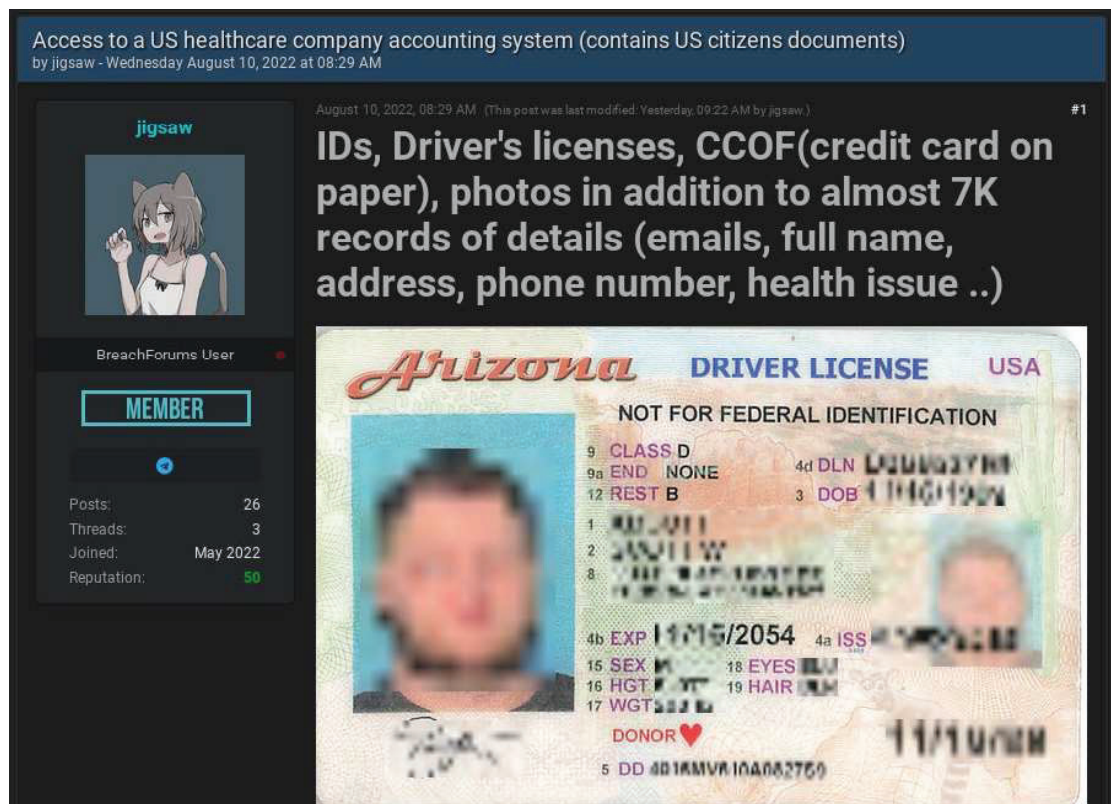 Access to a US healthcare company accounting system (contains US citizens documents)
by jigsaw - Wednesday August 10, 2022 at 08:29 AM
jigsaw
BreachForums User
MEMBER
Posts: 26
Threads: 3
Joined: May 2022
Reputation: 50
August 10, 2022, 08:29 AM (This post was last modified: Yesterday, 09:22 AM by jigsaw.) #1
IDs, Driver's licenses, CCOF(credit card on
paper), photos in addition to almost 7K
records of details (emails, full name,
address, phone number, health issue ..)
Arizona DRIVER LICENSE USA
NOT FOR FEDERAL IDENTIFICATION
9 CLASS D
9a END NONE 4d DLN
12 REST B 3 DOB
1
2
8
4b EXP /2054 4a ISS
15 SEX 18 EYES
16 HGT 19 HAIR
17 WGT
DONOR
5 DD